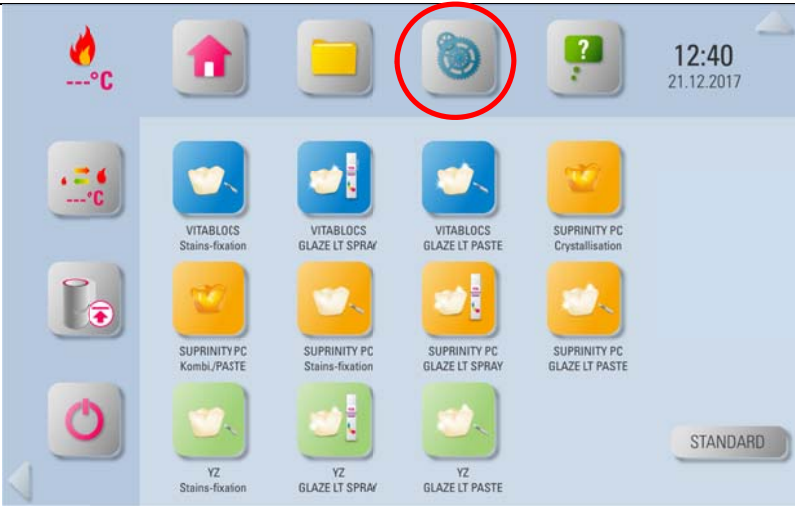 ---°C
?
12:40
21.12.2017
---°C
VITABLOCS
Stains-fixation
VITABLOCS
GLAZE LT SPRAY
VITABLOCS
GLAZE LT PASTE
SUPRINITY PC
Crystallisation
SUPRINITY PC
Kombi./PASTE
SUPRINITY PC
Stains-fixation
SUPRINITY PC
GLAZE LT SPRAY
SUPRINITY PC
GLAZE LT PASTE
YZ
Stains-fixation
YZ
GLAZE LT SPRAY
YZ
GLAZE LT PASTE
STANDARD